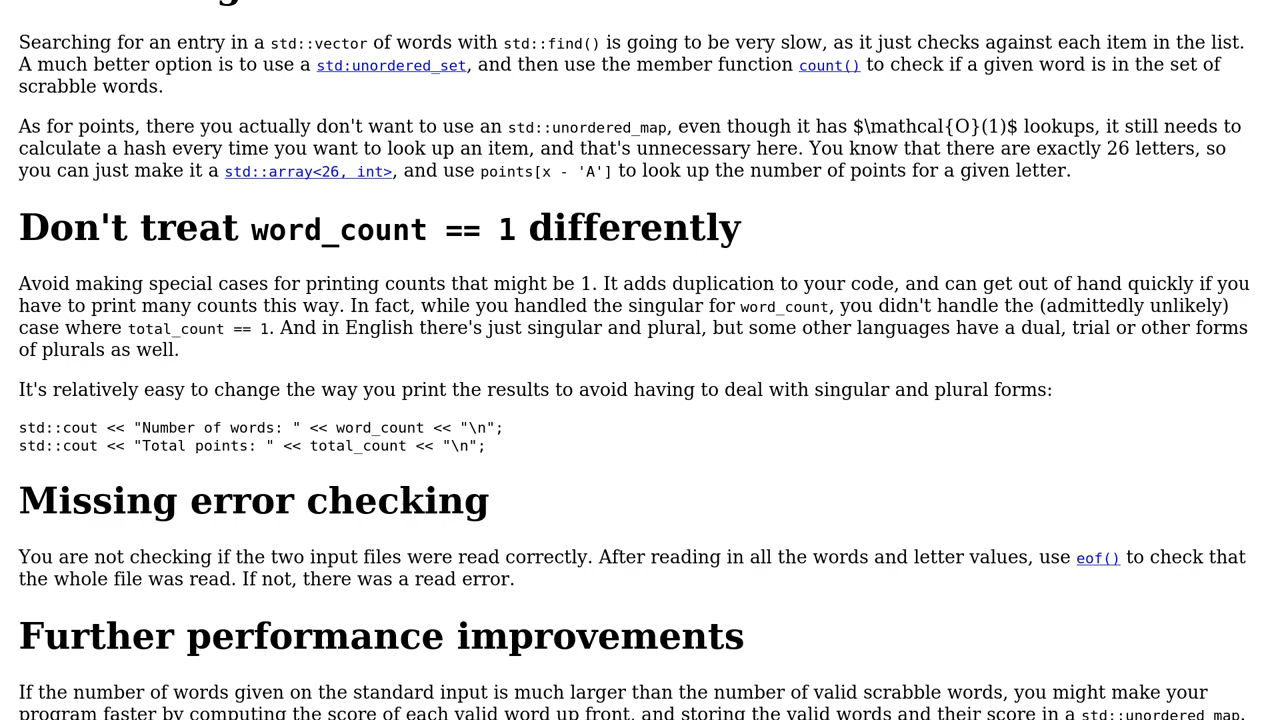 Searching for an entry in a std::vector of words with std::find() is going to be very slow, as it just checks against each item in the list.
A much better option is to use a std:unordered_set, and then use the member function count() to check if a given word is in the set of
scrabble words.
As for points, there you actually don't want to use an std::unordered_map, even though it has $\mathcal{O}(1)$ lookups, it still needs to
calculate a hash every time you want to look up an item, and that's unnecessary here. You know that there are exactly 26 letters, so
you can just make it a std::array<26, int>, and use points[x - 'A'] to look up the number of points for a given letter.
Don't treat word_count == 1 differently
Avoid making special cases for printing counts that might be 1. It adds duplication to your code, and can get out of hand quickly if you
have to print many counts this way. In fact, while you handled the singular for word_count, you didn't handle the (admittedly unlikely)
case where total_count == 1. And in English there's just singular and plural, but some other languages have a dual, trial or other forms
of plurals as well.
It's relatively easy to change the way you print the results to avoid having to deal with singular and plural forms:
std::cout << "Number of words: " << word_count << "\n";
std::cout << "Total points: " << total_count << "\n";
Missing error checking
You are not checking if the two input files were read correctly. After reading in all the words and letter values, use eof() to check that
the whole file was read. If not, there was a read error.
Further performance improvements
If the number of words given on the standard input is much larger than the number of valid scrabble words, you might make your
program faster by computing the score of each valid word up front, and storing the valid words and their score in a std::unordered_map.